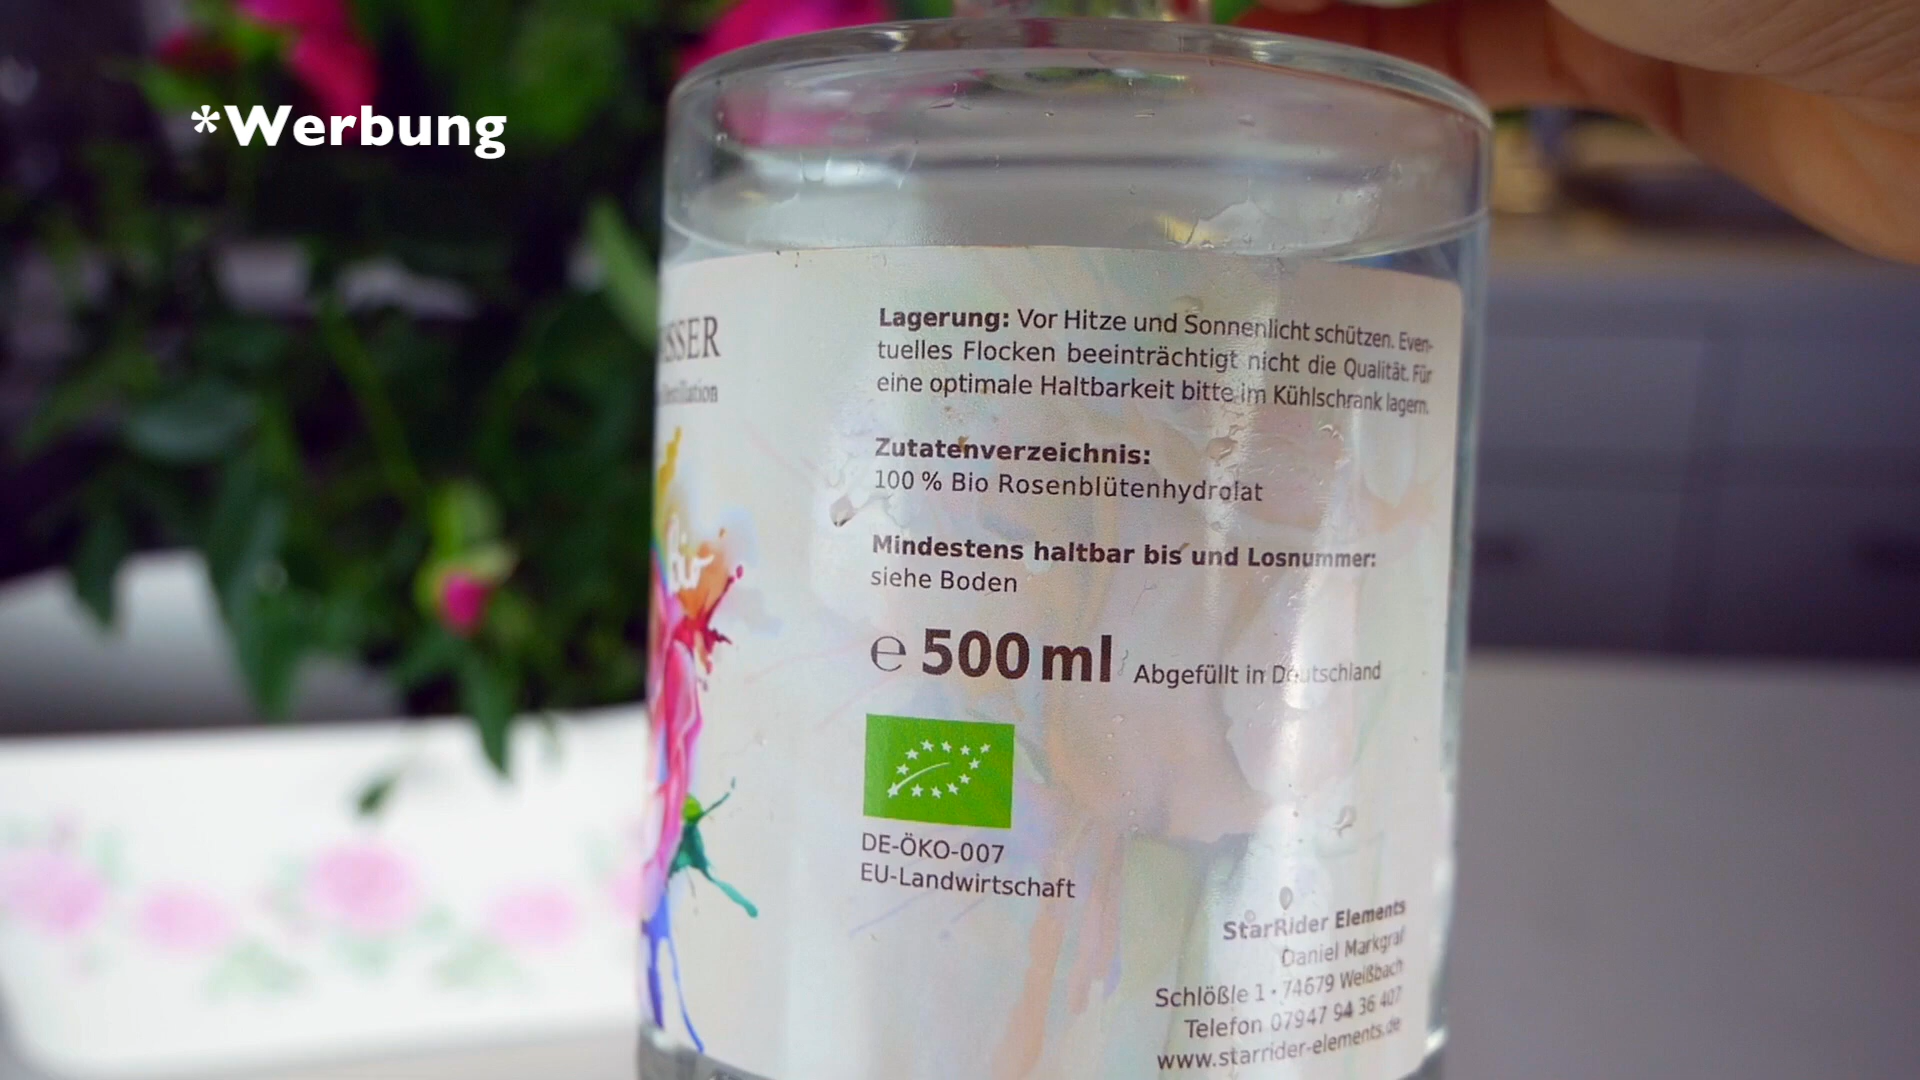 *Werbung
Lagerung: Vor Hitze und Sonnenlicht schützen. Even-
tuelles Flocken beeinträchtigt nicht die Qualität. Für
eine optimale Haltbarkeit bitte im Kühlschrank lagern.
Zutatenverzeichnis:
100 % Bio Rosenblütenhydrolat
Mindestens haltbar bis und Losnummer:
siehe Boden
℮ 500 ml Abgefüllt in Deutschland
Bio
DE-ÖKO-007
EU-Landwirtschaft
StarRider Elements
Daniel Markgraf
Schlößle 1 · 74679 Weißbach
Telefon 07947 94 36 407
www.starrider-elements.de